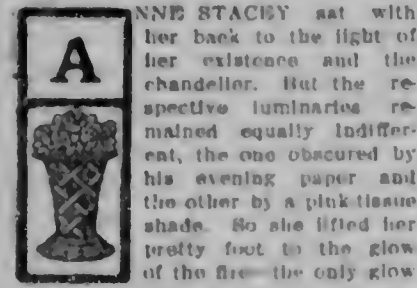 ANNE STACEY sat with
her back to the light of
her existence and the
chandelier. But the re-
spective luminaries re-
mained equally indiffer-
ent, the one obscured by
his evening paper and
the other by a pink tissue
shade. So she lifted her
pretty foot to the glow
of the fire—the only glow